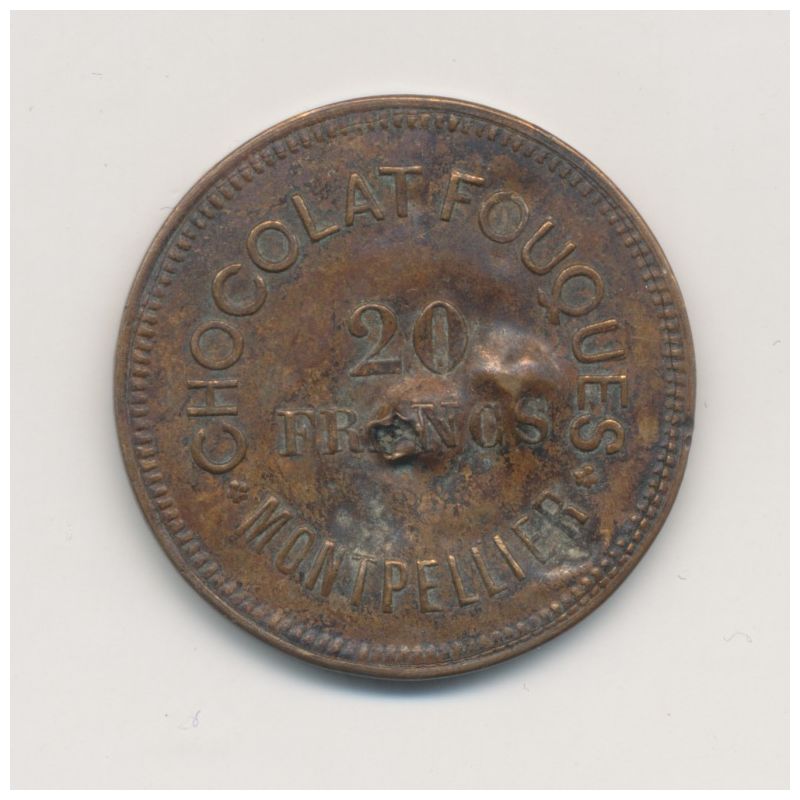 CHOCOLAT FOUQUES
20
FRANCS
* MONTPELLIER *